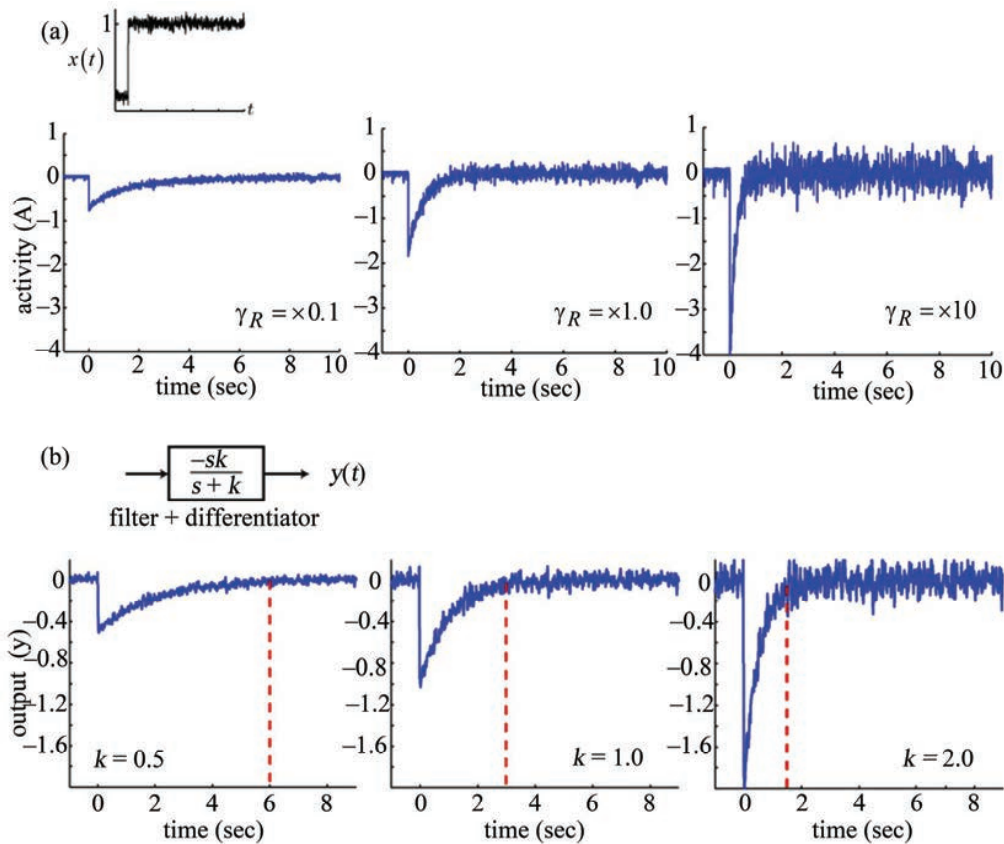 (a)
1
x(t)
t
activity (A)
1
0
−1
−2
−3
−4
γR = ×0.1
0 2 4 6 8 10
time (sec)
1
0
−1
−2
−3
−4
γR = ×1.0
0 2 4 6 8 10
time (sec)
1
0
−1
−2
−3
−4
γR = ×10
0 2 4 6 8 10
time (sec)
(b)
−sk
s + k
y(t)
filter + differentiator
output (y)
0
−0.4
−0.8
−1.2
−1.6
k = 0.5
0 2 4 6 8
time (sec)
0
−0.4
−0.8
−1.2
−1.6
k = 1.0
0 2 4 6 8
time (sec)
0
−0.4
−0.8
−1.2
−1.6
k = 2.0
0 2 4 6 8
time (sec)